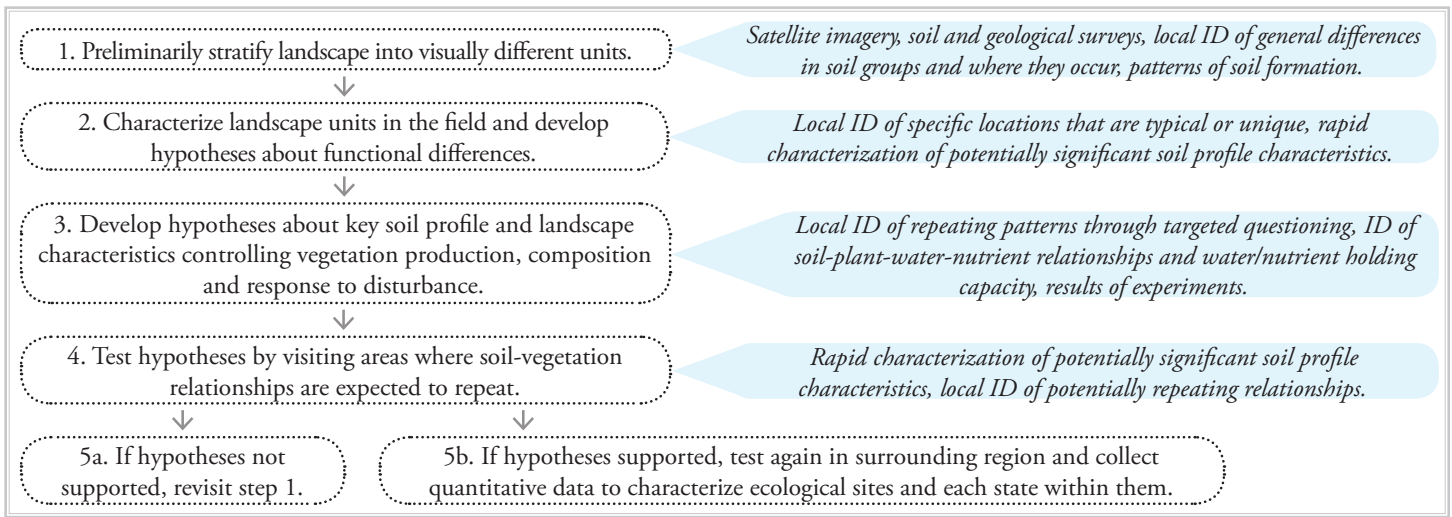 1. Preliminarily stratify landscape into visually different units.
Satellite imagery, soil and geological surveys, local ID of general differences
in soil groups and where they occur, patterns of soil formation.
2. Characterize landscape units in the field and develop
hypotheses about functional differences.
Local ID of specific locations that are typical or unique, rapid
characterization of potentially significant soil profile characteristics.
3. Develop hypotheses about key soil profile and landscape
characteristics controlling vegetation production, composition
and response to disturbance.
Local ID of repeating patterns through targeted questioning, ID of
soil-plant-water-nutrient relationships and water/nutrient holding
capacity, results of experiments.
4. Test hypotheses by visiting areas where soil-vegetation
relationships are expected to repeat.
Rapid characterization of potentially significant soil profile
characteristics, local ID of potentially repeating relationships.
5a. If hypotheses not
supported, revisit step 1.
5b. If hypotheses supported, test again in surrounding region and collect
quantitative data to characterize ecological sites and each state within them.